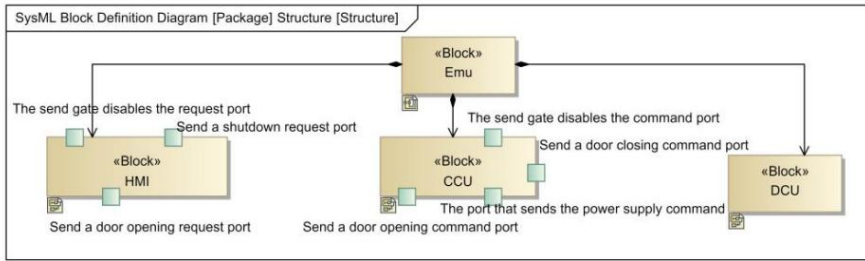 SysML Block Definition Diagram [Package] Structure [Structure]
«Block»
Emu
The send gate disables the request port
Send a shutdown request port
The send gate disables the command port
Send a door closing command port
«Block»
HMI
«Block»
CCU
«Block»
DCU
The port that sends the power supply command
Send a door opening request port
Send a door opening command port